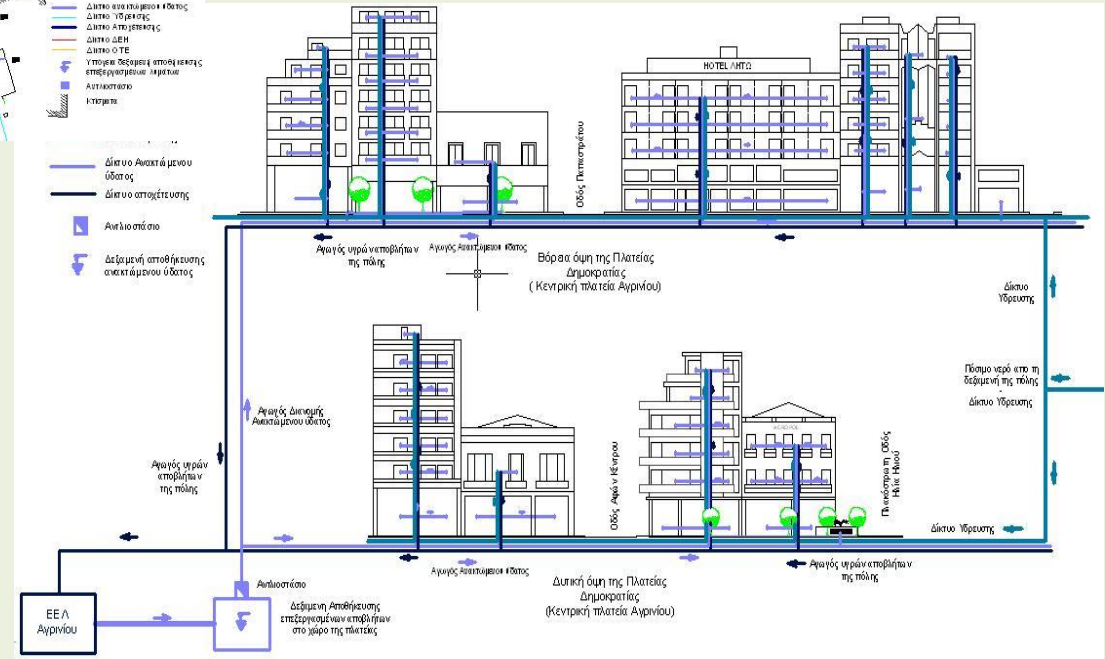 Δίκτυο ανακτώμενου ύδατος
Δίκτυο Ύδρευσης
Δίκτυο Αποχέτευσης
Δίκτυο ΔΕΗ
Δίκτυο ΟΤΕ
Υπόγεια δεξαμενή αποθήκευσης
επεξεργασμένων λυμάτων
Αντλιοστάσιο
Κτίσματα
Δίκτυο Ανακτώμενου
ύδατος
Δίκτυο αποχέτευσης
Αντλιοστάσιο
Δεξαμενή αποθήκευσης
ανακτώμενου ύδατος
HOTEL ΛΗΤΩ
Οδός Παπαστράτου
Αγωγός υγρών αποβλήτων
της πόλης
Αγωγός Ανακτώμενου ύδατος
Βόρεια όψη της Πλατείας
Δημοκρατίας
( Κεντρική πλατεία Αγρινίου)
Δίκτυο
Ύδρευσης
Πόσιμο νερό απο τη
δεξαμενή της πόλης
-
Δίκτυο Ύδρευσης
Αγωγός Διανομής
Ανακτώμενου ύδατος
Αγωγός υγρών
αποβλήτων
της πόλης
Οδός Αφών Κέντρου
Πλακόστρωτη Οδός
Ηλία Ηλιού
Δίκτυο Ύδρευσης
Αγωγός Ανακτώμενου ύδατος
Αγωγός υγρών αποβλήτων
της πόλης
Δυτική όψη της Πλατείας
Δημοκρατίας
(Κεντρική πλατεία Αγρινίου)
Αντλιοστάσιο
ΕΕΛ
Αγρινίου
Δεξαμενη Αποθήκευσης
επεξεργασμένων αποβλήτων
στο χώρο της πλατείας